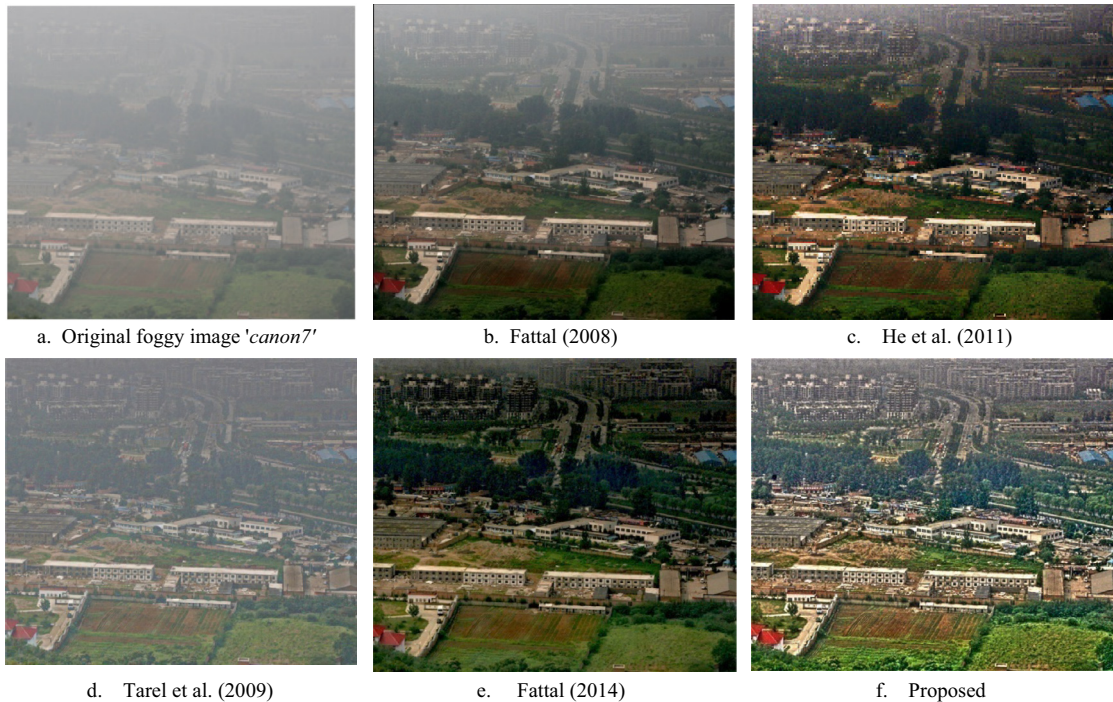 a. Original foggy image 'canon7'
b. Fattal (2008)
c. He et al. (2011)
d. Tarel et al. (2009)
e. Fattal (2014)
f. Proposed